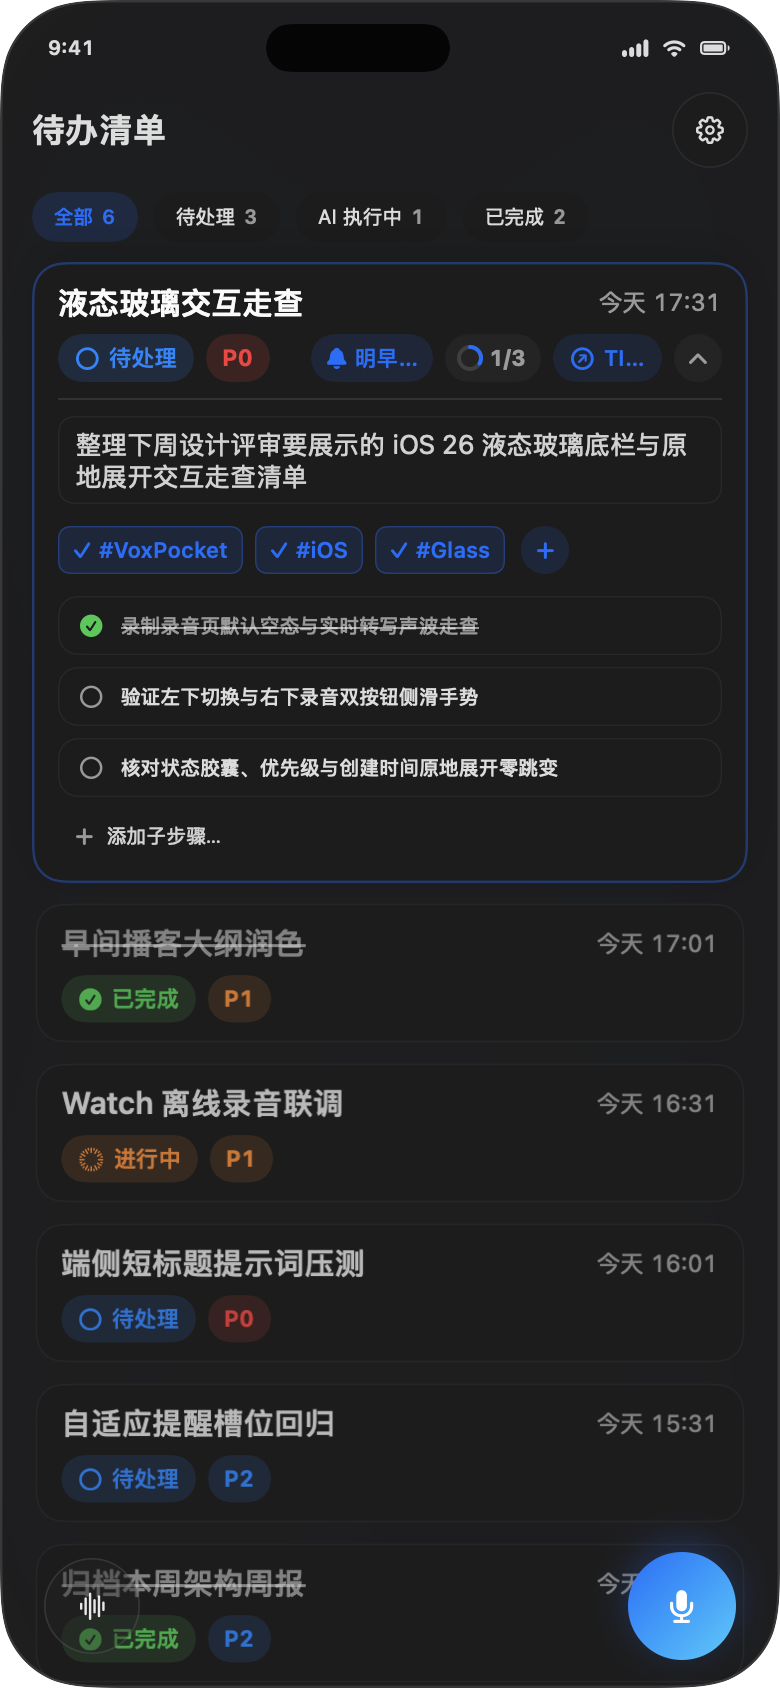 9:41
待办清单
全部 6 待处理 3 AI 执行中 1 已完成 2
液态玻璃交互走查 今天 17:31
待处理 P0 明早... 1/3 Tl...
整理下周设计评审要展示的 iOS 26 液态玻璃底栏与原
地展开交互走查清单
#VoxPocket #iOS #Glass +
录制录音页默认空态与实时转写声波走查
验证左下切换与右下录音双按钮侧滑手势
核对状态胶囊、优先级与创建时间原地展开零跳变
+ 添加子步骤...
早间播客大纲润色 今天 17:01
已完成 P1
Watch 离线录音联调 今天 16:31
进行中 P1
端侧短标题提示词压测 今天 16:01
待处理 P0
自适应提醒槽位回归 今天 15:31
待处理 P2
归档本周架构周报 今天
已完成 P2